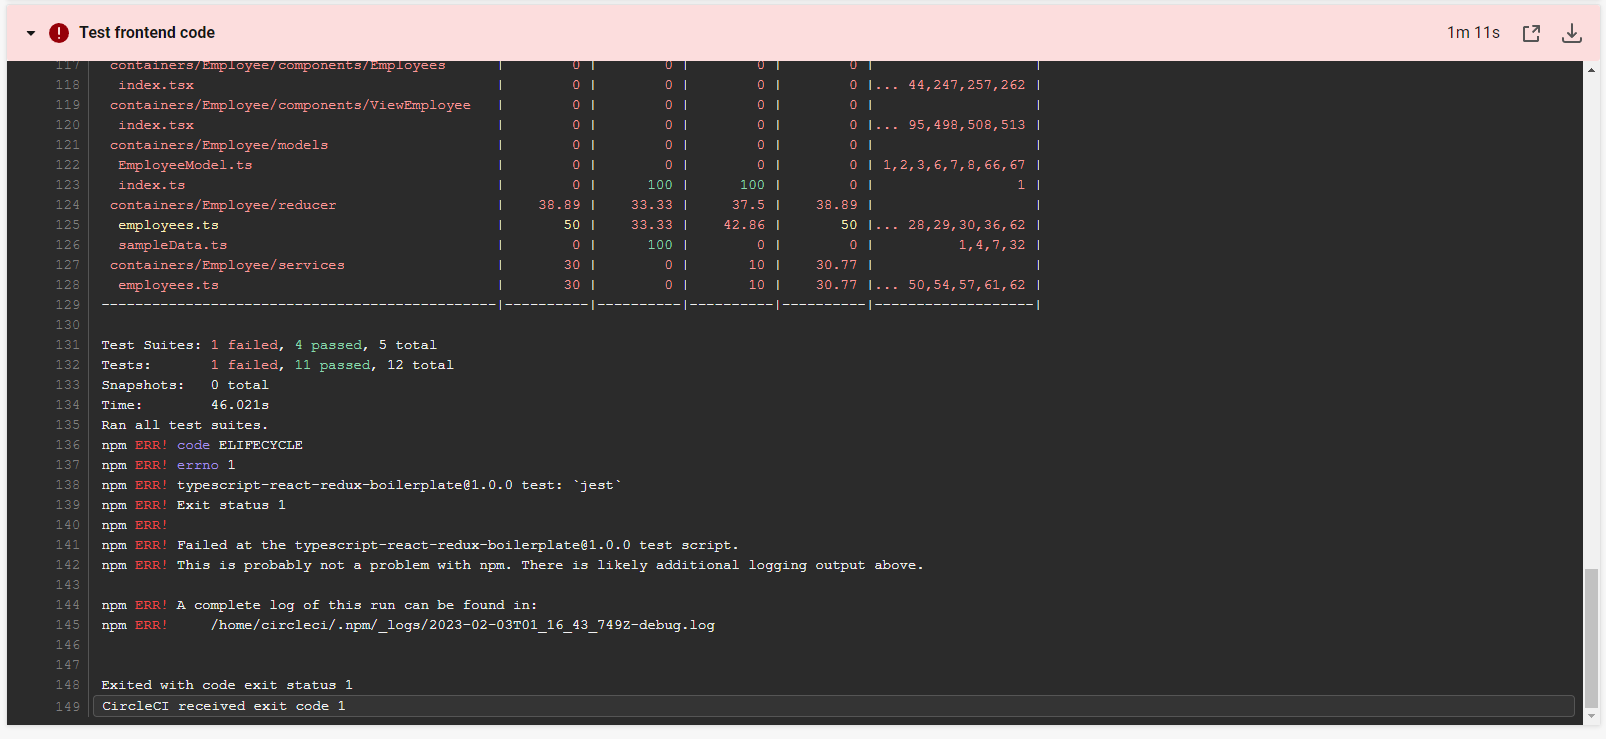 Test frontend code 1m 11s
117 containers/Employee/components/Employees | 0 | 0 | 0 | 0 | |
118 index.tsx | 0 | 0 | 0 | 0 |... 44,247,257,262 |
119 containers/Employee/components/ViewEmployee | 0 | 0 | 0 | 0 | |
120 index.tsx | 0 | 0 | 0 | 0 |... 95,498,508,513 |
121 containers/Employee/models | 0 | 0 | 0 | 0 | |
122 EmployeeModel.ts | 0 | 0 | 0 | 0 | 1,2,3,6,7,8,66,67 |
123 index.ts | 0 | 100 | 100 | 0 | 1 |
124 containers/Employee/reducer | 38.89 | 33.33 | 37.5 | 38.89 | |
125 employees.ts | 50 | 33.33 | 42.86 | 50 |... 28,29,30,36,62 |
126 sampleData.ts | 0 | 100 | 0 | 0 | 1,4,7,32 |
127 containers/Employee/services | 30 | 0 | 10 | 30.77 | |
128 employees.ts | 30 | 0 | 10 | 30.77 |... 50,54,57,61,62 |
129 -----------------------------------------------|----------|----------|----------|----------|-------------------|
130
131 Test Suites: 1 failed, 4 passed, 5 total
132 Tests: 1 failed, 11 passed, 12 total
133 Snapshots: 0 total
134 Time: 46.021s
135 Ran all test suites.
136 npm ERR! code ELIFECYCLE
137 npm ERR! errno 1
138 npm ERR! typescript-react-redux-boilerplate@1.0.0 test: `jest`
139 npm ERR! Exit status 1
140 npm ERR!
141 npm ERR! Failed at the typescript-react-redux-boilerplate@1.0.0 test script.
142 npm ERR! This is probably not a problem with npm. There is likely additional logging output above.
143
144 npm ERR! A complete log of this run can be found in:
145 npm ERR! /home/circleci/.npm/_logs/2023-02-03T01_16_43_749Z-debug.log
146
147
148 Exited with code exit status 1
149 CircleCI received exit code 1